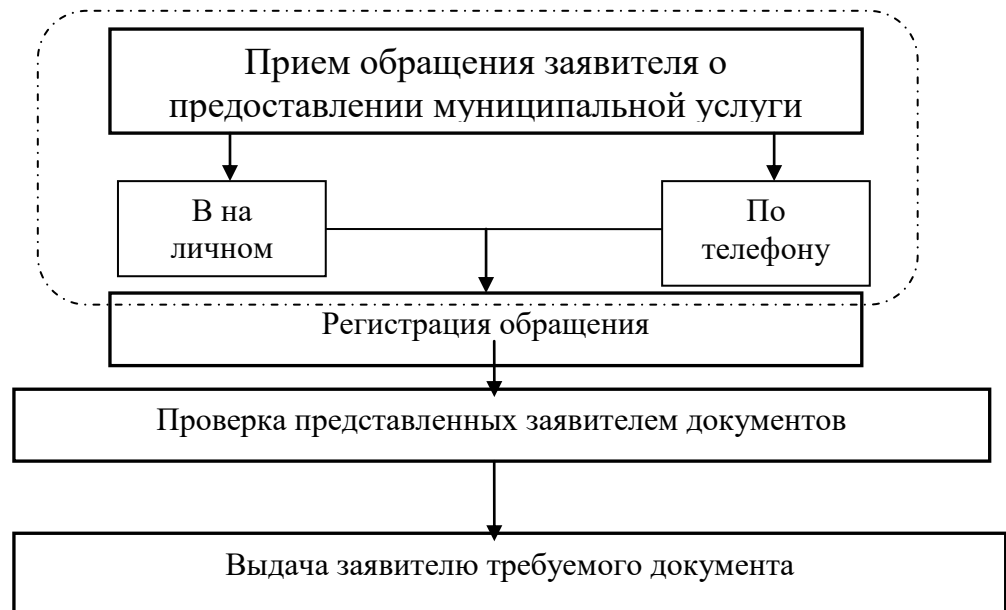 Прием обращения заявителя о
предоставлении муниципальной услуги
В на
личном
По
телефону
Регистрация обращения
Проверка представленных заявителем документов
Выдача заявителю требуемого документа